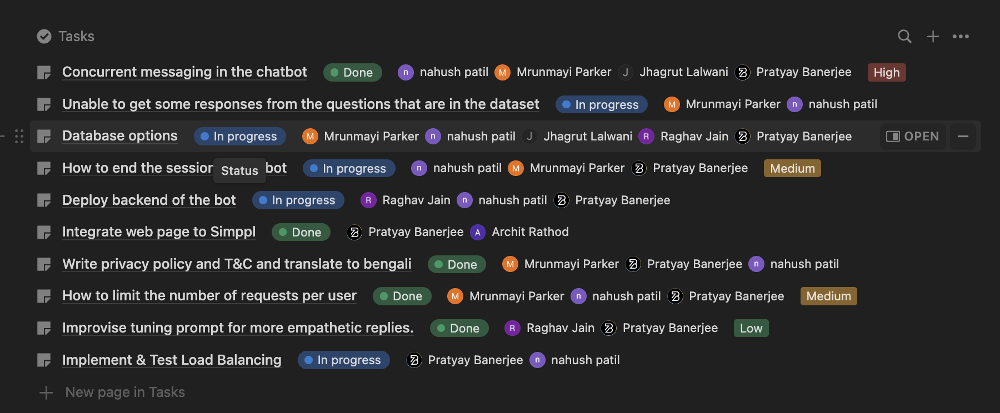 Tasks
Concurrent messaging in the chatbot Done n nahush patil M Mrunmayi Parker J Jhagrut Lalwani Pratyay Banerjee High
Unable to get some responses from the questions that are in the dataset In progress M Mrunmayi Parker n nahush patil
Database options In progress M Mrunmayi Parker n nahush patil J Jhagrut Lalwani R Raghav Jain Pratyay Banerjee OPEN
How to end the session Status bot In progress n nahush patil M Mrunmayi Parker Pratyay Banerjee Medium
Deploy backend of the bot In progress R Raghav Jain n nahush patil Pratyay Banerjee
Integrate web page to Simppl Done Pratyay Banerjee A Archit Rathod
Write privacy policy and T&C and translate to bengali Done M Mrunmayi Parker Pratyay Banerjee n nahush patil
How to limit the number of requests per user Done M Mrunmayi Parker n nahush patil Pratyay Banerjee Medium
Improvise tuning prompt for more empathetic replies. Done R Raghav Jain Pratyay Banerjee Low
Implement & Test Load Balancing In progress Pratyay Banerjee n nahush patil
New page in Tasks